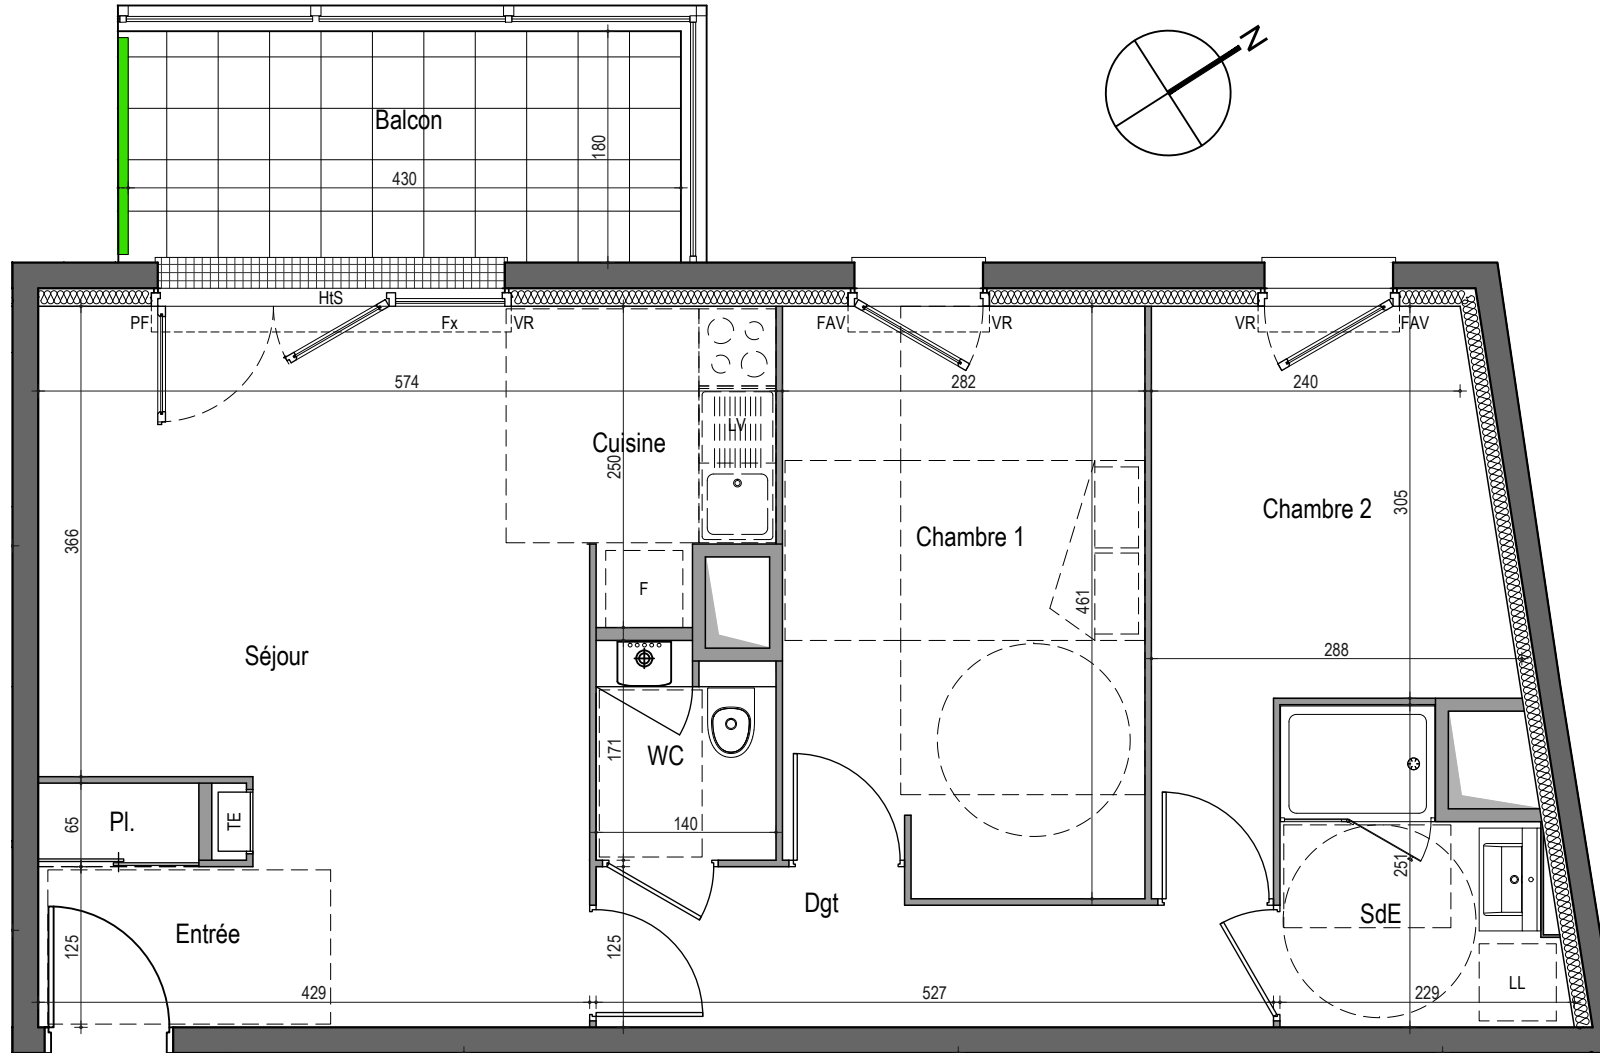 N
Balcon
180
430
HtS
PF
Fx
VR
FAV
VR
VR
FAV
574
282
240
LV
Cuisine
250
366
305
Chambre 2
Chambre 1
F
461
Séjour
288
171
WC
Pl.
TE
65
140
251
Dgt
SdE
Entrée
125
125
LL
429
527
229